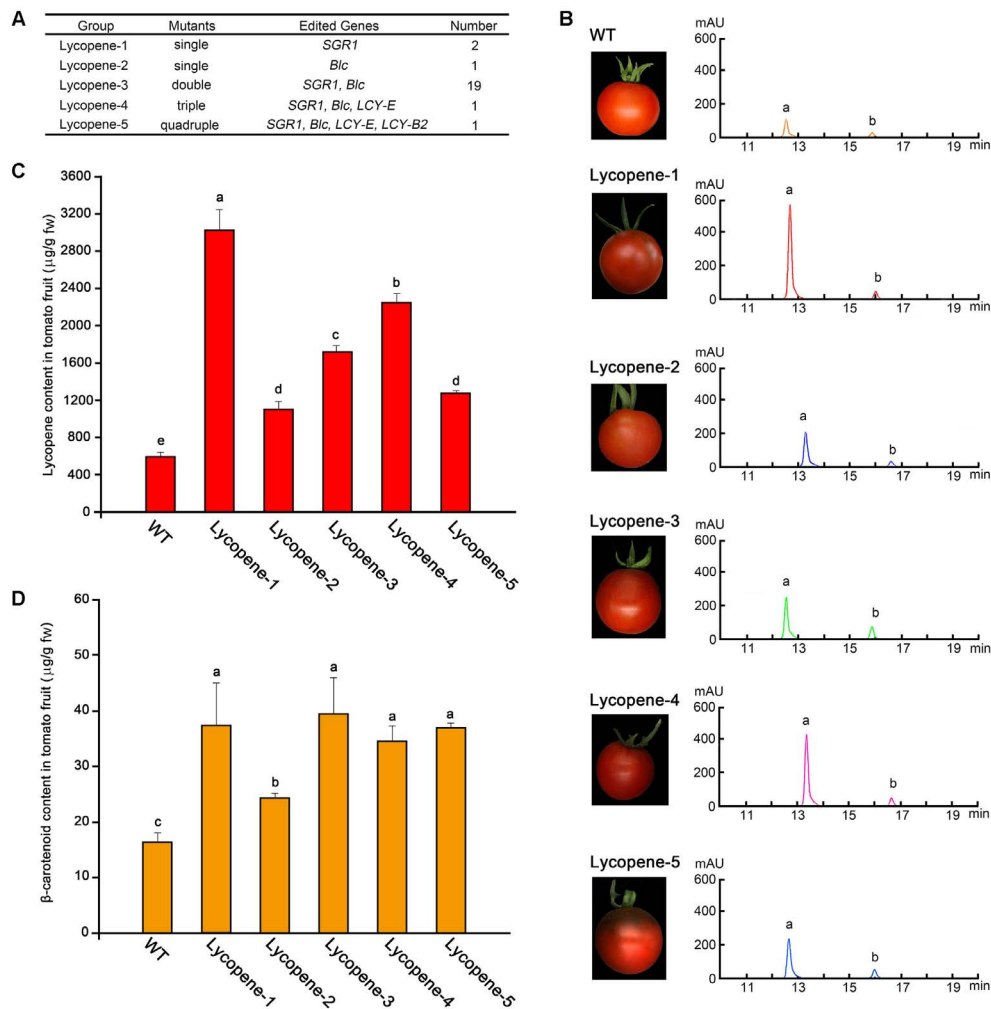 A
Group Mutants Edited Genes Number
Lycopene-1 single SGR1 2
Lycopene-2 single Blc 1
Lycopene-3 double SGR1, Blc 19
Lycopene-4 triple SGR1, Blc, LCY-E 1
Lycopene-5 quadruple SGR1, Blc, LCY-E, LCY-B2 1
B
WT
mAU
600
400
200
0
a
b
11 13 15 17 19 min
Lycopene-1
mAU
600
400
200
0
a
b
11 13 15 17 19 min
Lycopene-2
mAU
600
400
200
0
a
b
11 13 15 17 19 min
Lycopene-3
mAU
600
400
200
0
a
b
11 13 15 17 19 min
Lycopene-4
mAU
600
400
200
0
a
b
11 13 15 17 19 min
Lycopene-5
mAU
600
400
200
0
a
b
11 13 15 17 19 min
C
Lycopene content in tomato fruit (μg/g fw)
3600
3200
2800
2400
1600
1200
800
400
0
e
a
d
c
b
d
WT
Lycopene-1
Lycopene-2
Lycopene-3
Lycopene-4
Lycopene-5
D
β-carotenoid content in tomato fruit (μg/g fw)
60
50
40
30
20
10
0
c
a
b
a
a
a
WT
Lycopene-1
Lycopene-2
Lycopene-3
Lycopene-4
Lycopene-5